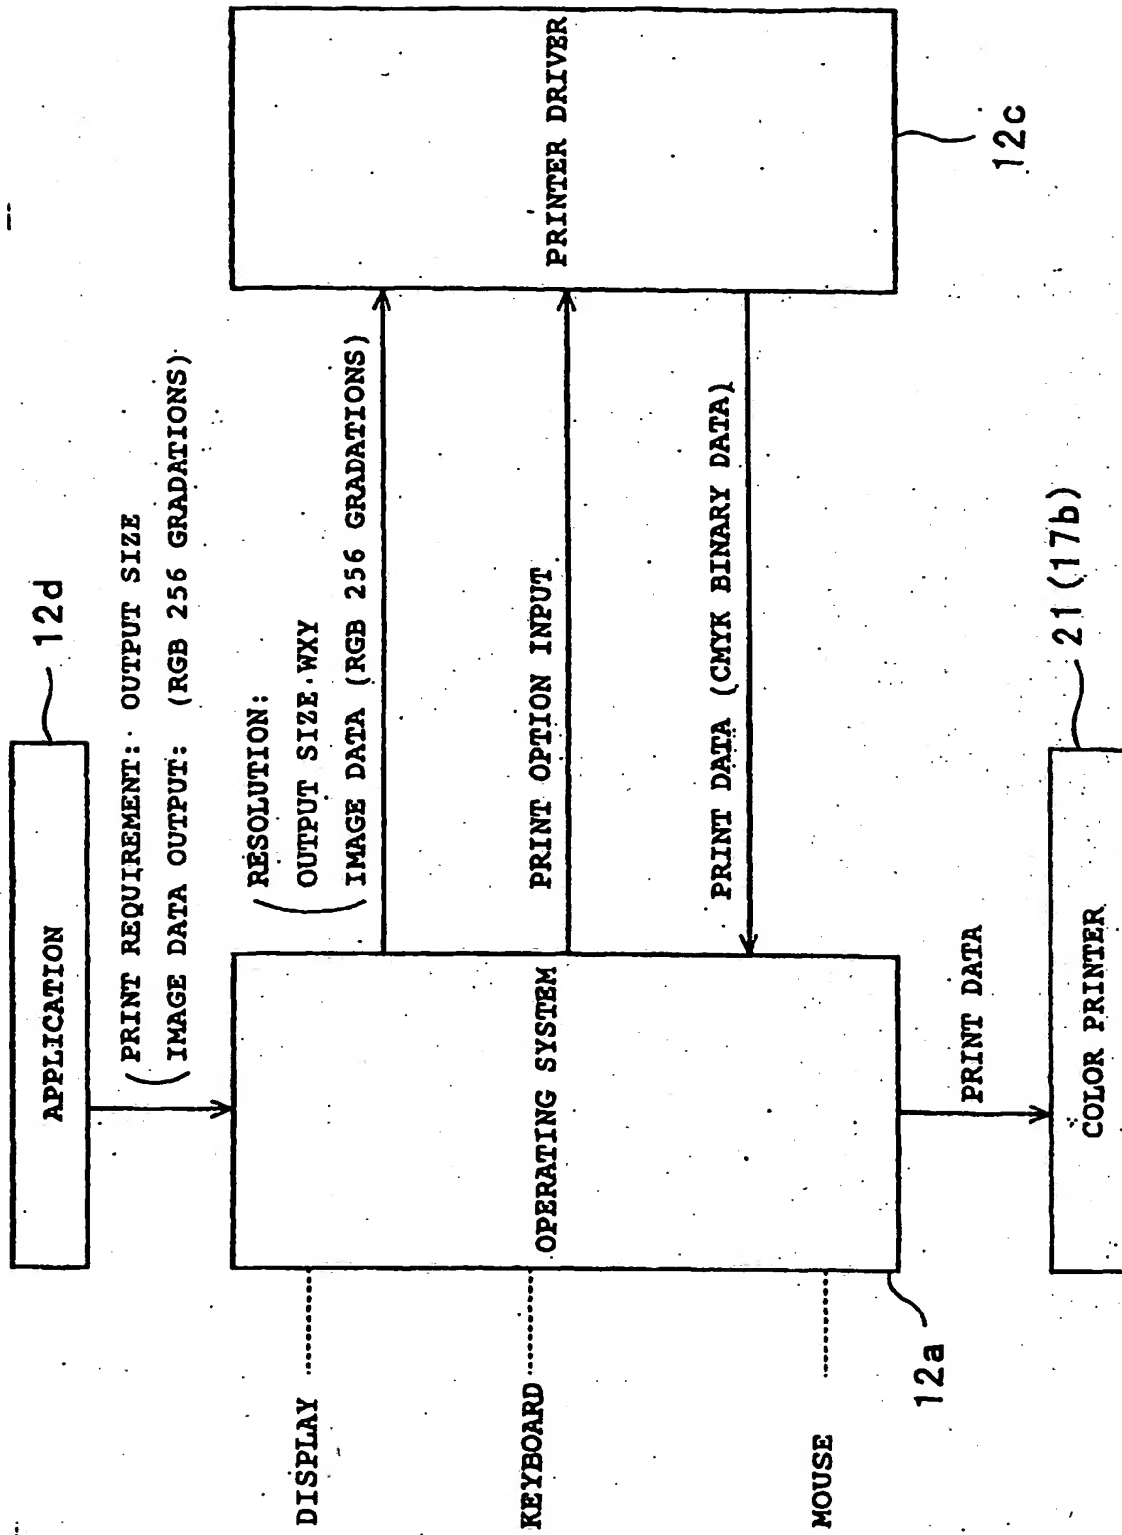 APPLICATION
12d
PRINT REQUIREMENT: OUTPUT SIZE
IMAGE DATA OUTPUT: (RGB 256 GRADATIONS)
RESOLUTION:
OUTPUT SIZE·WXY
IMAGE DATA (RGB 256 GRADATIONS)
PRINT OPTION INPUT
PRINT DATA (CMYK BINARY DATA)
DISPLAY
KEYBOARD
MOUSE
OPERATING SYSTEM
12a
PRINTER DRIVER
12c
PRINT DATA
COLOR PRINTER
21(17b)